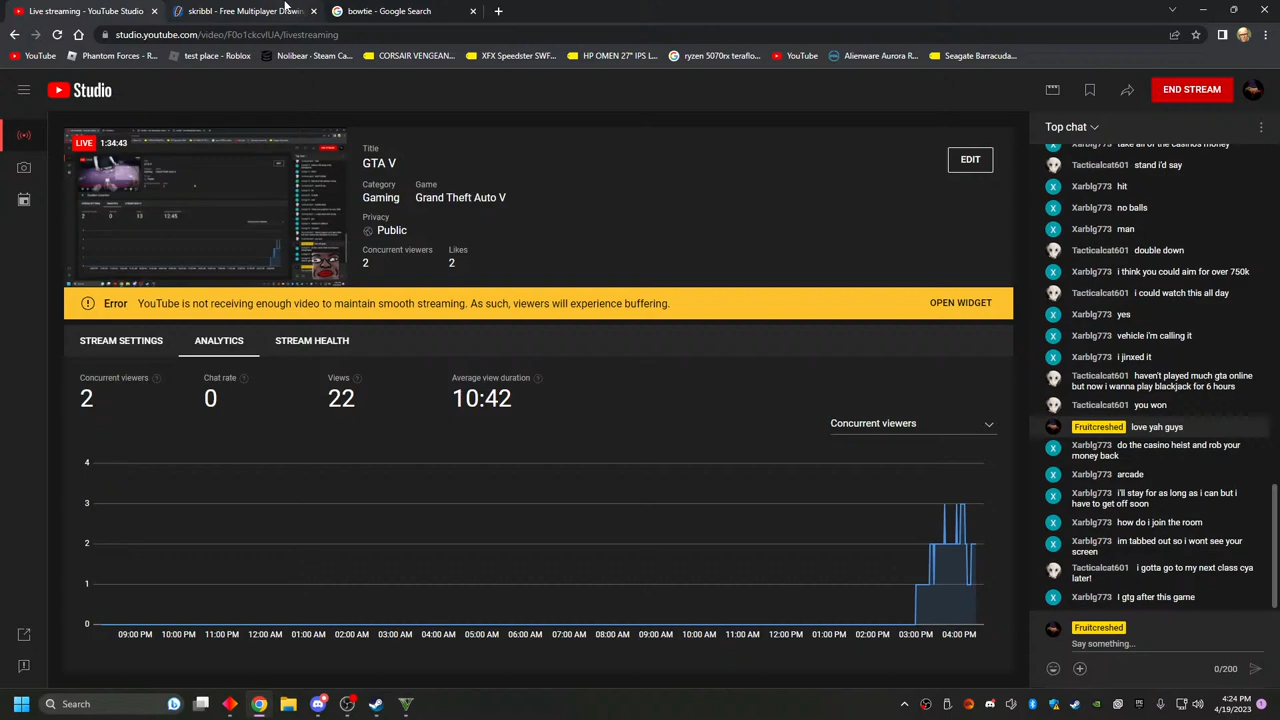 Live streaming - YouTube Studio
skribbl - Free Multiplayer Drawin
bowtie - Google Search
studio.youtube.com/video/F0o1ckcvIUA/livestreaming
YouTube
Phantom Forces - R...
test place - Roblox
Nolibear - Steam Ca...
CORSAIR VENGEAN...
XFX Speedster SWF...
HP OMEN 27" IPS L...
ryzen 5070x teraflo...
YouTube
Alienware Aurora R...
Seagate Barracuda...
Studio
END STREAM
LIVE 1:34:43
Title
GTA V
EDIT
Category Game
Gaming Grand Theft Auto V
Privacy
Public
Concurrent viewers Likes
2 2
Error YouTube is not receiving enough video to maintain smooth streaming. As such, viewers will experience buffering. OPEN WIDGET
STREAM SETTINGS ANALYTICS STREAM HEALTH
Concurrent viewers Chat rate Views Average view duration
2 0 22 10:42
Concurrent viewers
4
3
2
1
0
09:00 PM 10:00 PM 11:00 PM 12:00 AM 01:00 AM 02:00 AM 03:00 AM 04:00 AM 05:00 AM 06:00 AM 07:00 AM 08:00 AM 09:00 AM 10:00 AM 11:00 AM 12:00 PM 01:00 PM 02:00 PM 03:00 PM 04:00 PM
Top chat
take all of the casinos money
Tacticalcat601 stand i'd say
Xarblg773 hit
Xarblg773 no balls
Xarblg773 man
Tacticalcat601 double down
Xarblg773 i think you could aim for over 750k
Tacticalcat601 i could watch this all day
Xarblg773 yes
Xarblg773 vehicle i'm calling it
Xarblg773 i jinxed it
Tacticalcat601 haven't played much gta online
but now i wanna play blackjack for 6 hours
Tacticalcat601 you won
Fruitcreshed love yah guys
Xarblg773 do the casino heist and rob your
money back
Xarblg773 arcade
Xarblg773 i'll stay for as long as i can but i
have to get off soon
Xarblg773 how do i join the room
Xarblg773 im tabbed out so i wont see your
screen
Tacticalcat601 i gotta go to my next class cya
later!
Xarblg773 I gtg after this game
Fruitcreshed
Say something...
0/200
Search
4:24 PM
4/19/2023